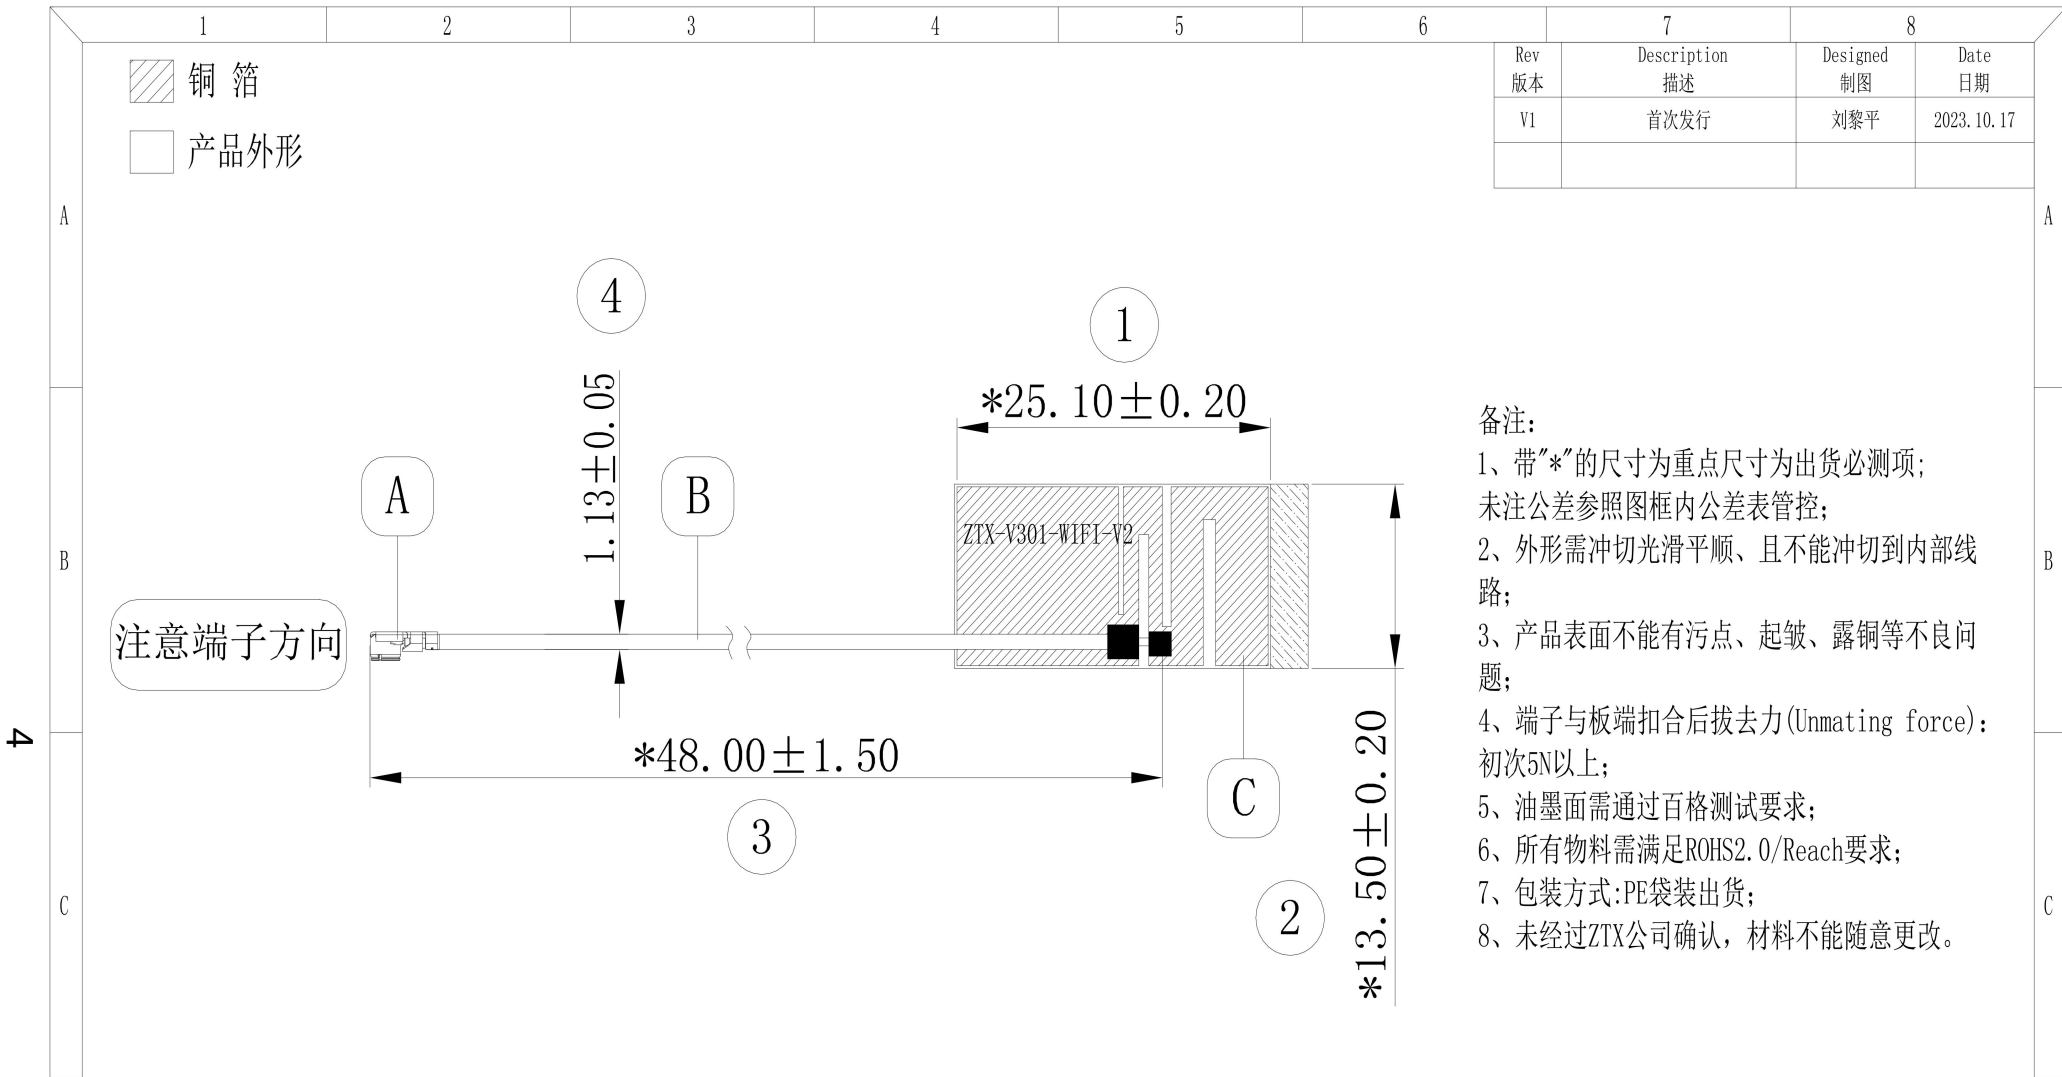 1 2 3 4 5 6 7 8
铜 箔
产品外形
Rev Description Designed Date
版本 描述 制图 日期
V1 首次发行 刘黎平 2023.10.17
A A
4
1
1.13±0.05
*25.10±0.20
A B
ZTX-V301-WIFI-V2
B B
注意端子方向
*48.00±1.50
3
C
*13.50±0.20
2
备注:
1、带"*"的尺寸为重点尺寸为出货必测项;
未注公差参照图框内公差表管控;
2、外形需冲切光滑平顺、且不能冲切到内部线
路;
3、产品表面不能有污点、起皱、露铜等不良问
题;
4、端子与板端扣合后拔去力(Unmating force):
初次5N以上;
5、油墨面需通过百格测试要求;
6、所有物料需满足ROHS2.0/Reach要求;
7、包装方式:PE袋装出货;
8、未经过ZTX公司确认，材料不能随意更改。
C C
4